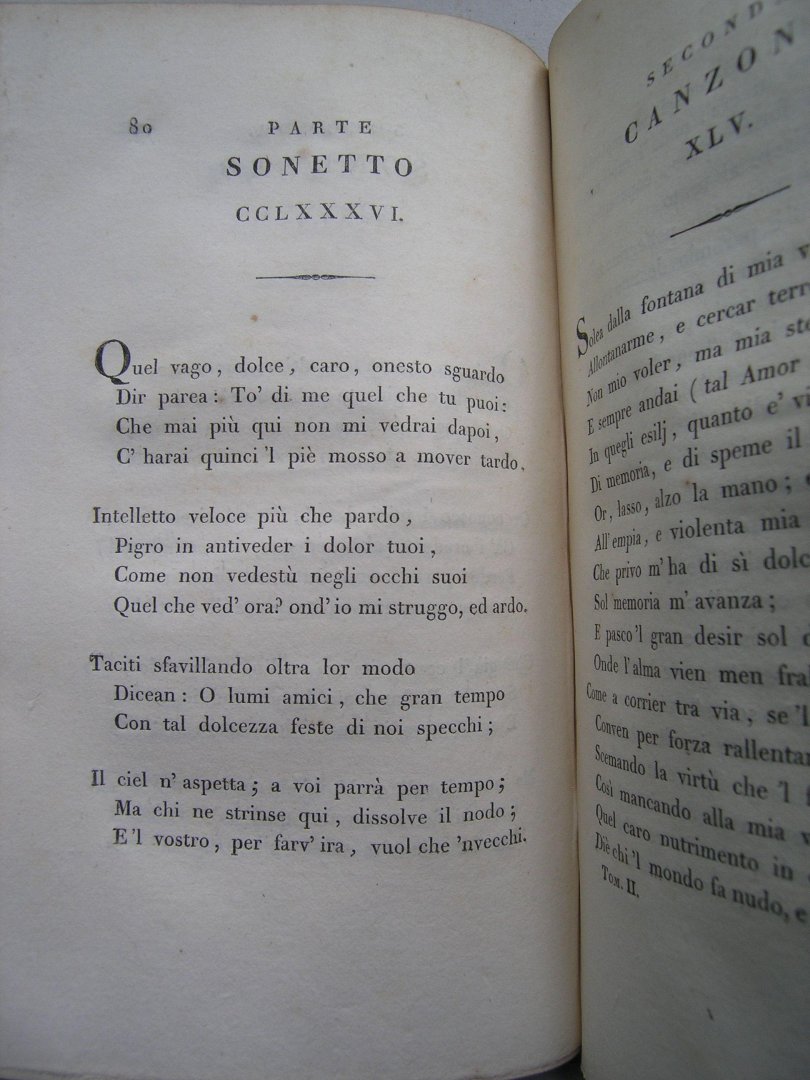 80 PARTE
SONETTO
CCLXXXVI.
Quel vago, dolce, caro, onesto sguardo
Dir parea: To' di me quel che tu puoi:
Che mai più qui non mi vedrai dapoi,
C' harai quinci 'l piè mosso a mover tardo.
Intelletto veloce più che pardo,
Pigro in antiveder i dolor tuoi,
Come non vedestù negli occhi suoi
Quel che ved' ora? ond' io mi struggo, ed ardo.
Taciti sfavillando oltra lor modo
Dicean: O lumi amici, che gran tempo
Con tal dolcezza feste di noi specchi;
Il ciel n' aspetta; a voi parrà per tempo;
Ma chi ne strinse qui, dissolve il nodo;
E 'l vostro, per farv' ira, vuol che 'nvecchi.
SECOND
CANZON
XLV.
Solea dalla fontana di mia v
Allontanarme, e cercar terr
Non mio voler, ma mia ste
E sempre andai (tal Amor
In quegli esilj, quanto e' vi
Di memoria, e di speme il
Or, lasso, alzo la mano; e
All' empia, e violenta mia
Che privo m' ha di sì dolc
Sol memoria m' avanza;
E pasco 'l gran desir sol d
Onde l' alma vien men fral
Come a corrier tra via, se 'l
Conven per forza rallentar
Scemando la virtù che 'l f
Così mancando alla mia v
Quel caro nutrimento in
Diè chi 'l mondo fa nudo, e
Tom. II.